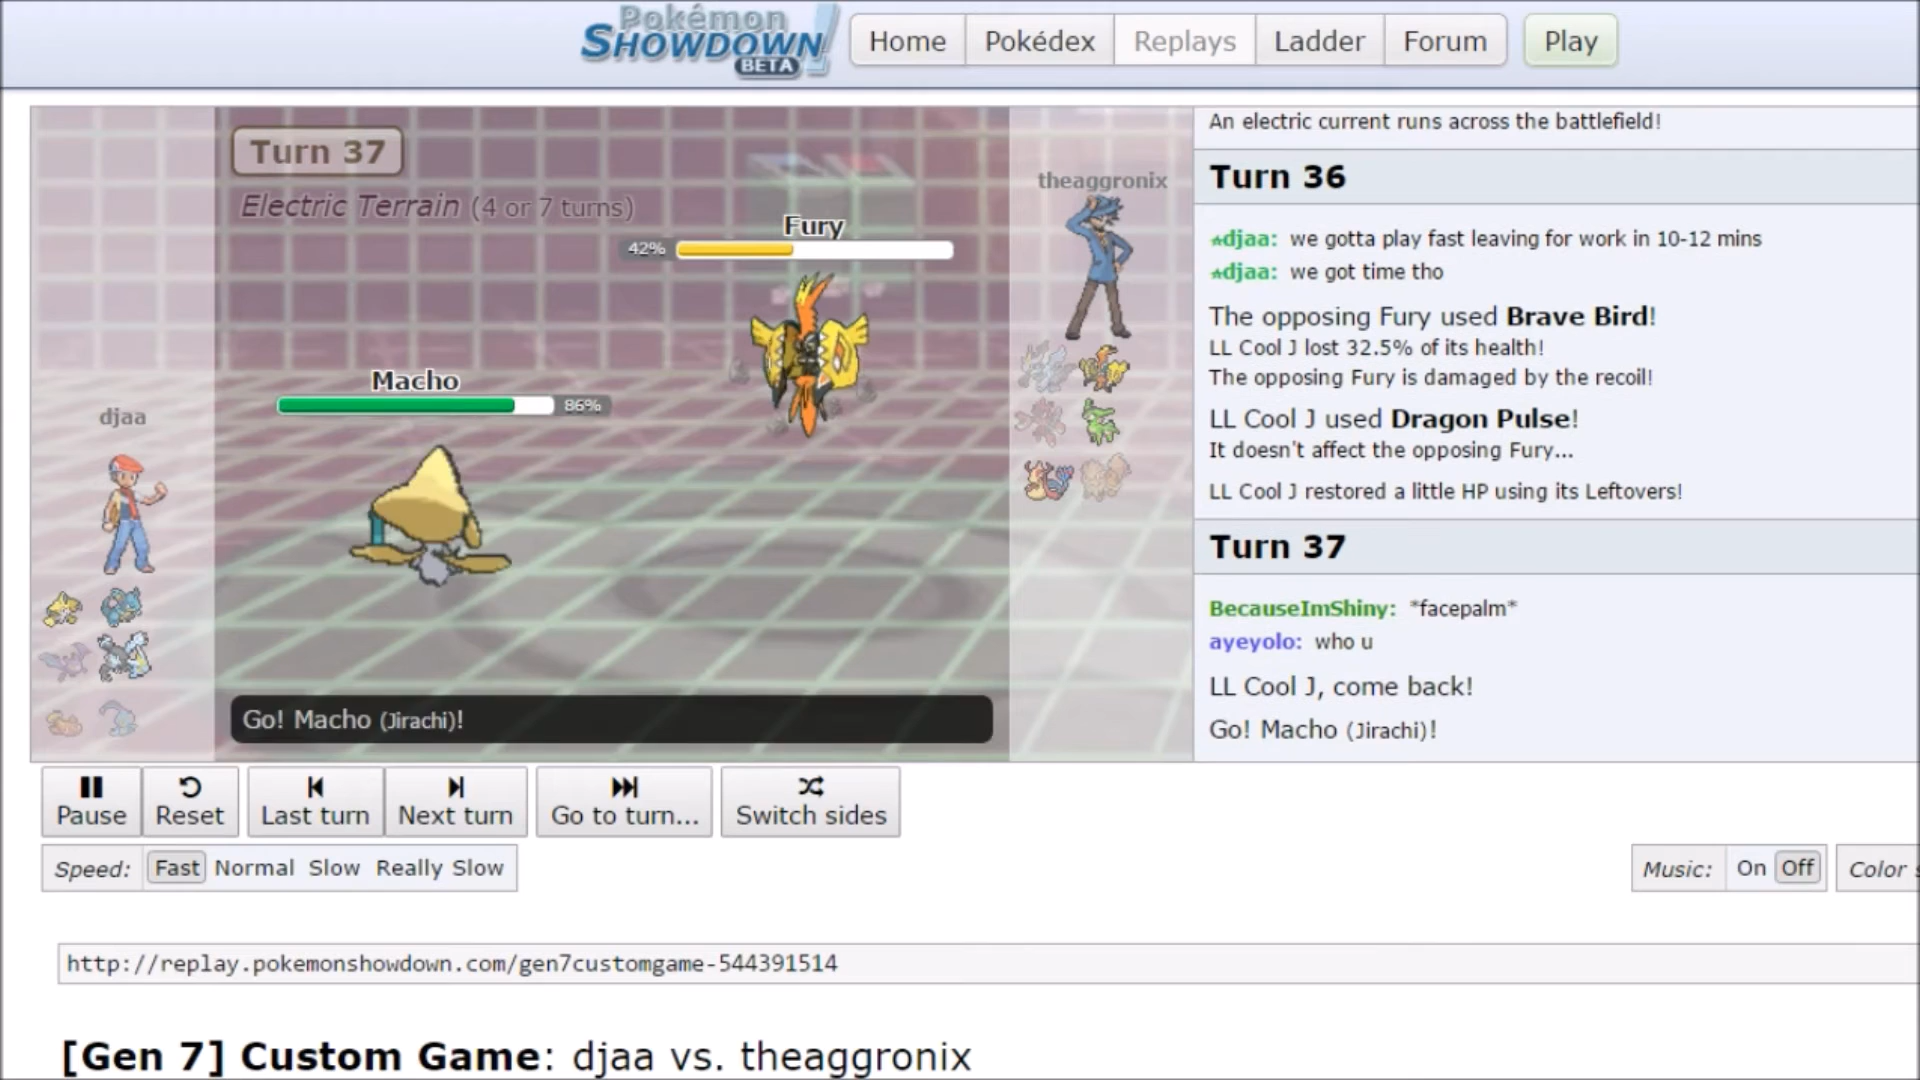 Pokémon
SHOWDOWN!
BETA
Home
Pokédex
Replays
Ladder
Forum
Play
Turn 37
Electric Terrain (4 or 7 turns)
Fury
42%
Macho
86%
djaa
theaggronix
Go! Macho (Jirachi)!
An electric current runs across the battlefield!
Turn 36
☆djaa: we gotta play fast leaving for work in 10-12 mins
☆djaa: we got time tho
The opposing Fury used Brave Bird!
LL Cool J lost 32.5% of its health!
The opposing Fury is damaged by the recoil!
LL Cool J used Dragon Pulse!
It doesn't affect the opposing Fury...
LL Cool J restored a little HP using its Leftovers!
Turn 37
BecauseImShiny: *facepalm*
ayeyolo: who u
LL Cool J, come back!
Go! Macho (Jirachi)!
Pause
Reset
Last turn
Next turn
Go to turn...
Switch sides
Speed: Fast Normal Slow Really Slow
Music: On Off
Color s
http://replay.pokemonshowdown.com/gen7customgame-544391514
[Gen 7] Custom Game: djaa vs. theaggronix